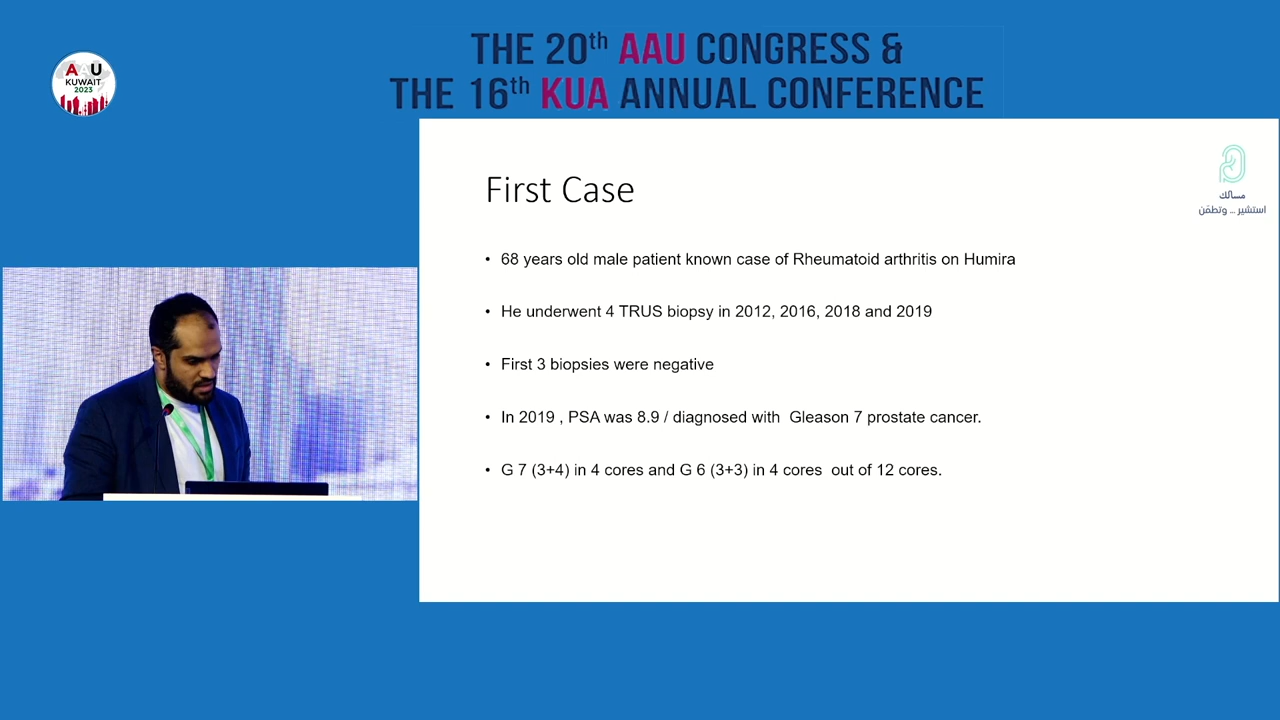 THE 20th AAU CONGRESS &
THE 16th KUA ANNUAL CONFERENCE
AAU
KUWAIT
2023
مسالك
استشير ... وتطمّن
First Case
• 68 years old male patient known case of Rheumatoid arthritis on Humira
• He underwent 4 TRUS biopsy in 2012, 2016, 2018 and 2019
• First 3 biopsies were negative
• In 2019 , PSA was 8.9 / diagnosed with  Gleason 7 prostate cancer.
• G 7 (3+4) in 4 cores and G 6 (3+3) in 4 cores  out of 12 cores.